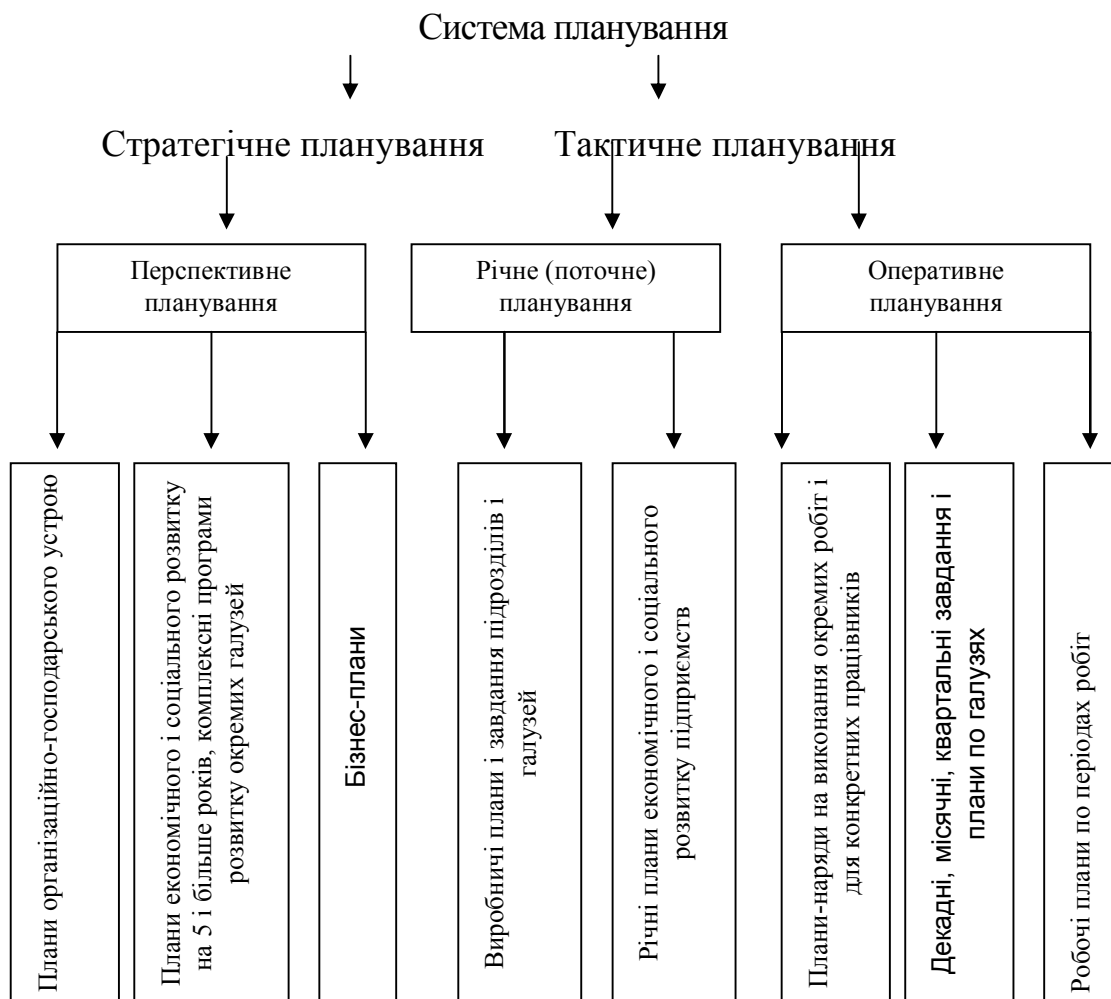 Система планування
Стратегічне планування
Тактичне планування
Перспективне
планування
Річне (поточне)
планування
Оперативне
планування
Плани організаційно-господарського устрою
Плани економічного і соціального розвитку
на 5 і більше років, комплексні програми
розвитку окремих галузей
Бізнес-плани
Виробничі плани і завдання підрозділів і
галузей
Річні плани економічного і соціального
розвитку підприємств
Плани-наряди на виконання окремих робіт і
для конкретних працівників
Декадні, місячні, квартальні завдання і
плани по галузях
Робочі плани по періодах робіт